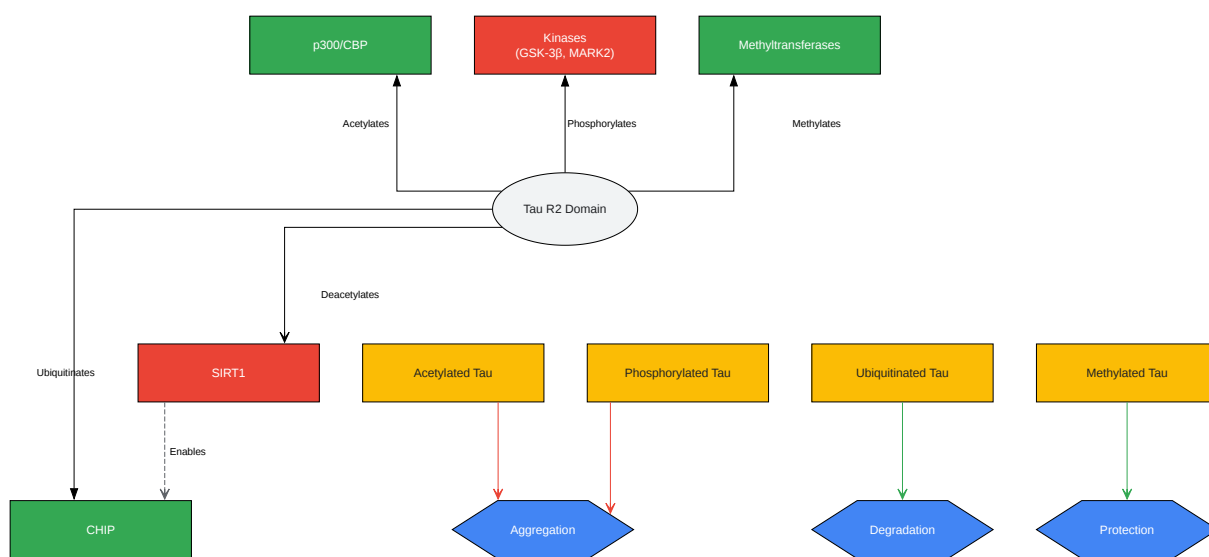 p300/CBP
Kinases
(GSK-3β, MARK2)
Methyltransferases
Acetylates
Phosphorylates
Methylates
Tau R2 Domain
Deacetylates
Ubiquitinates
SIRT1
Acetylated Tau
Phosphorylated Tau
Ubiquitinated Tau
Methylated Tau
Enables
CHIP
Aggregation
Degradation
Protection